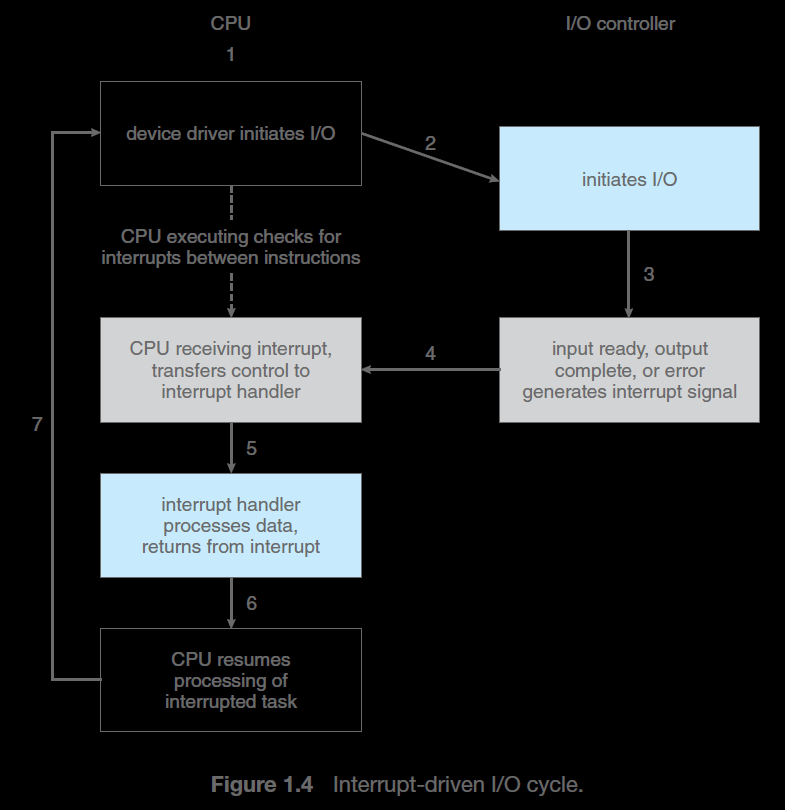 CPU
I/O controller
1
device driver initiates I/O
2
initiates I/O
CPU executing checks for
interrupts between instructions
3
CPU receiving interrupt,
transfers control to
interrupt handler
4
input ready, output
complete, or error
generates interrupt signal
7
5
interrupt handler
processes data,
returns from interrupt
6
CPU resumes
processing of
interrupted task
Figure 1.4 Interrupt-driven I/O cycle.